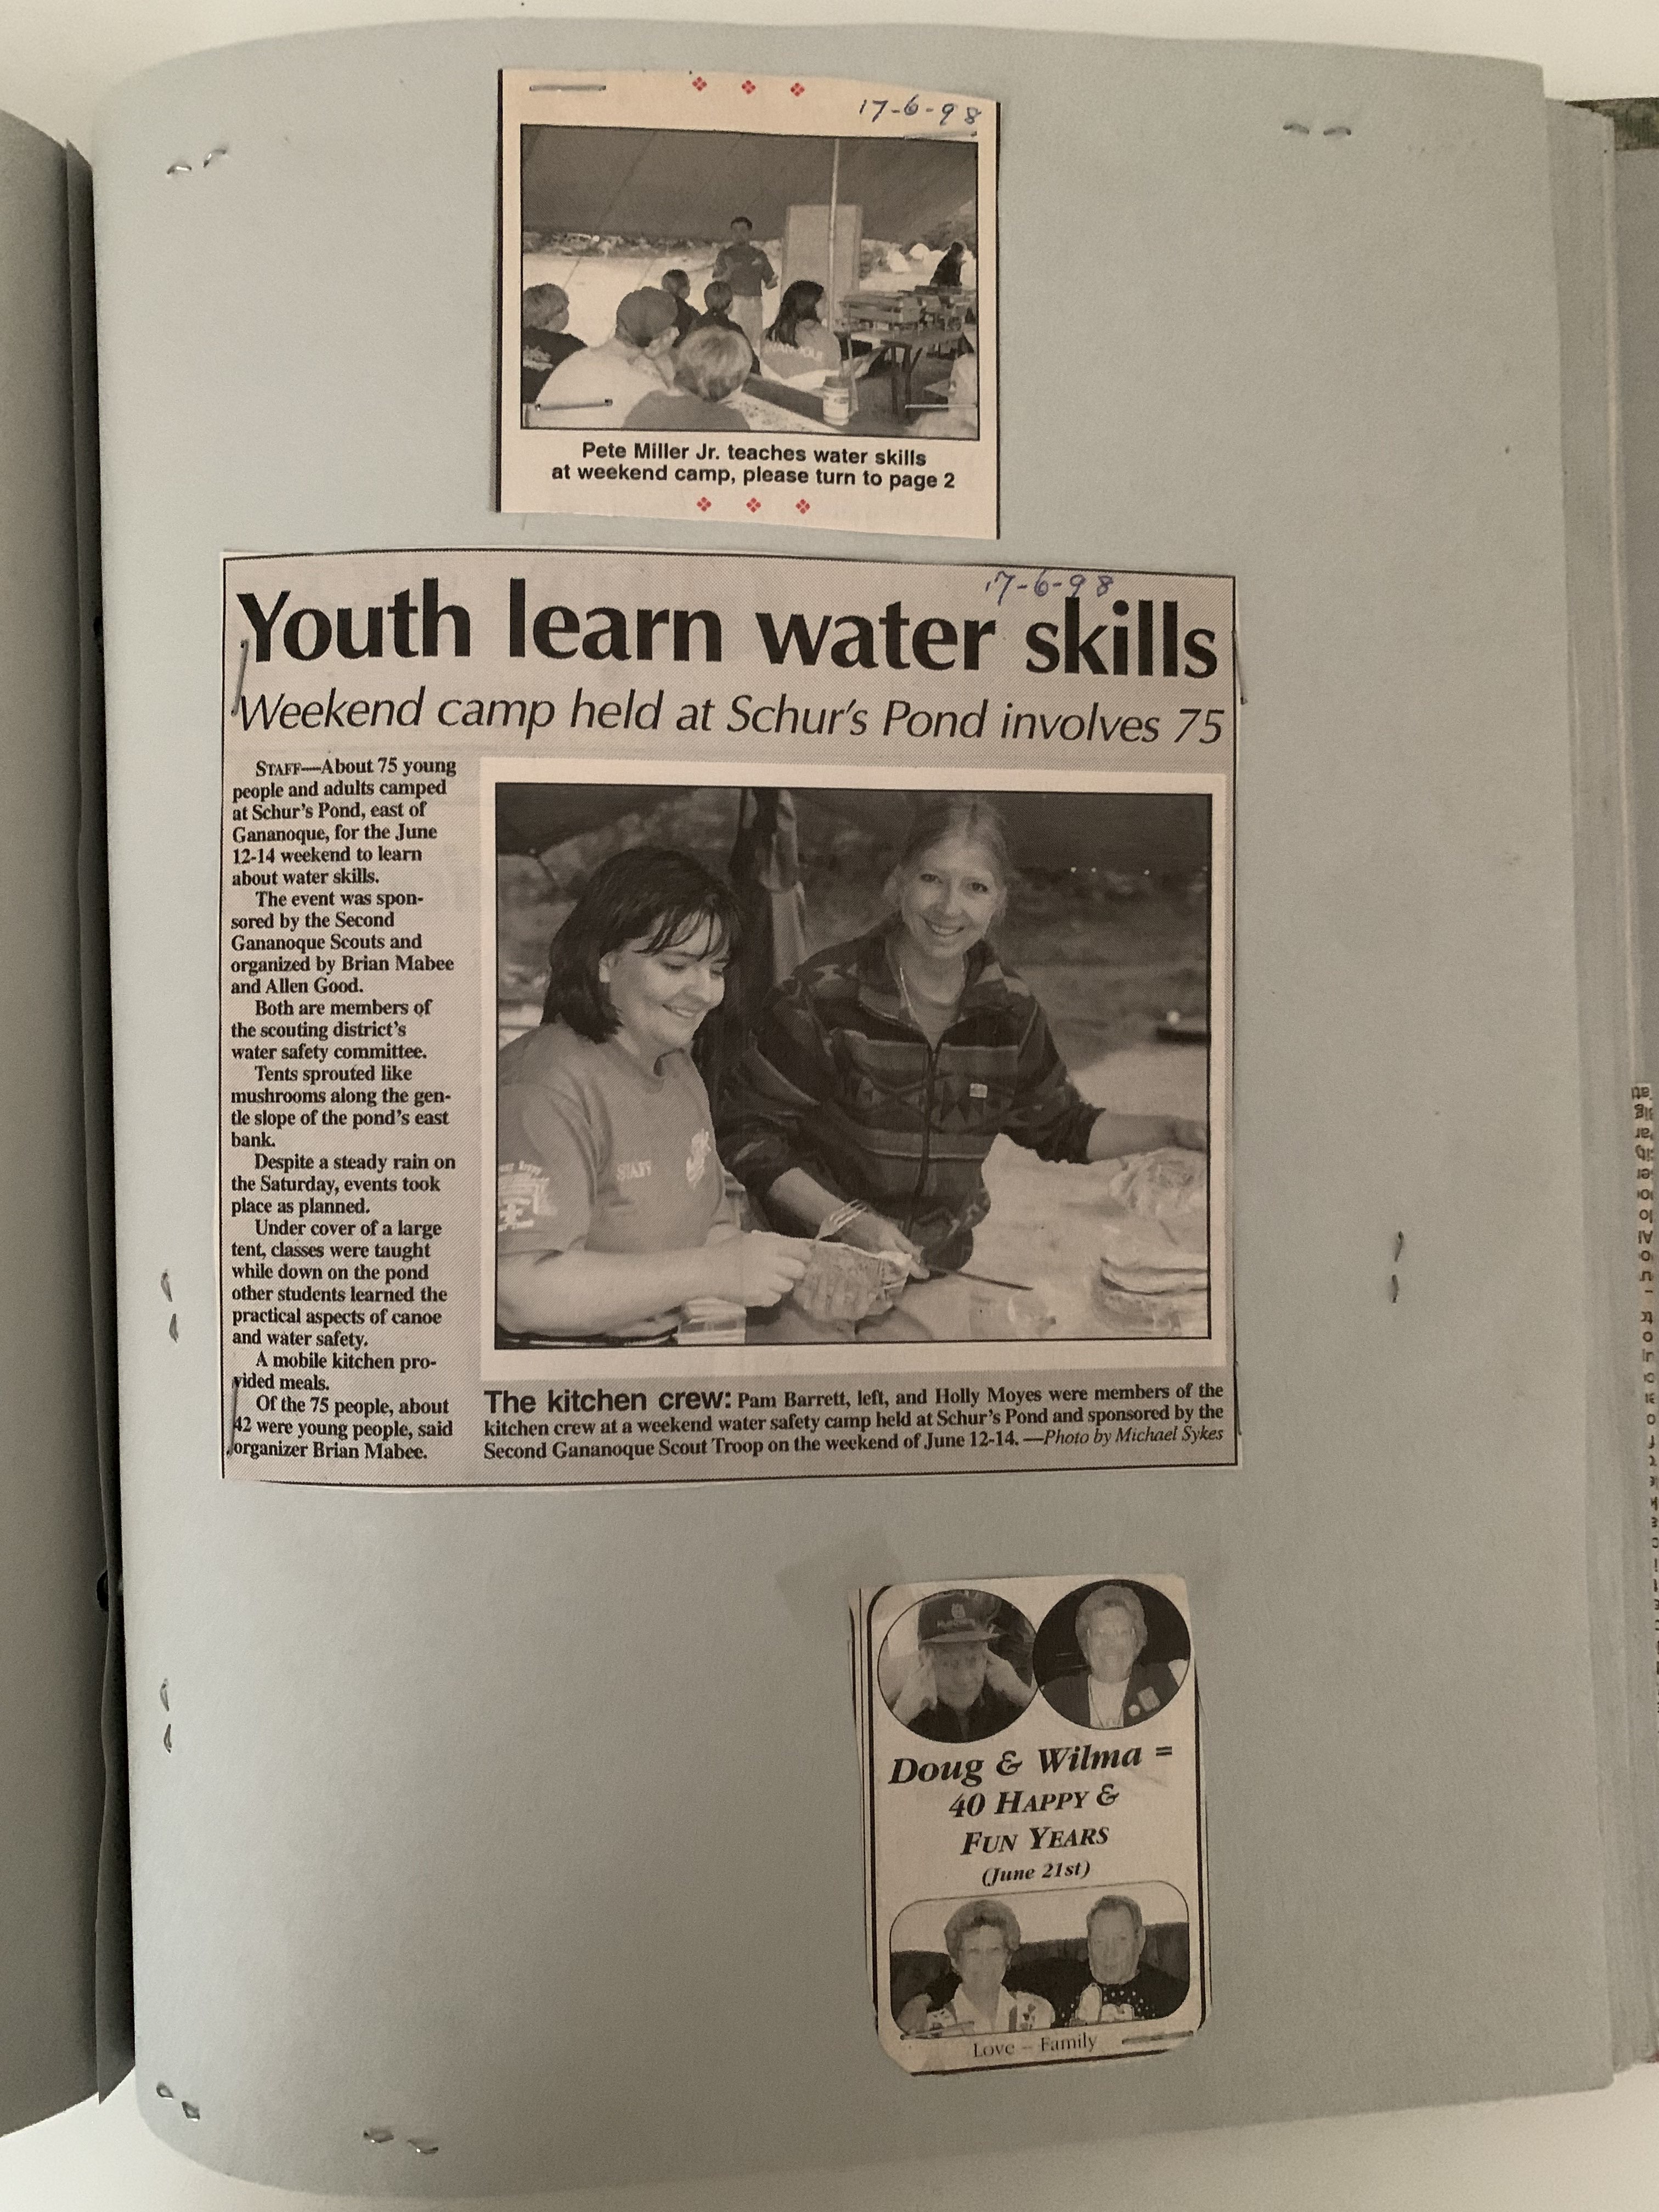 17-6-98
Pete Miller Jr. teaches water skills
at weekend camp, please turn to page 2
17-6-98
Youth learn water skills
Weekend camp held at Schur's Pond involves 75
STAFF—About 75 young
people and adults camped
at Schur's Pond, east of
Gananoque, for the June
12-14 weekend to learn
about water skills.
The event was spon-
sored by the Second
Gananoque Scouts and
organized by Brian Mabee
and Allen Good.
Both are members of
the scouting district's
water safety committee.
Tents sprouted like
mushrooms along the gen-
tle slope of the pond's east
bank.
Despite a steady rain on
the Saturday, events took
place as planned.
Under cover of a large
tent, classes were taught
while down on the pond
other students learned the
practical aspects of canoe
and water safety.
A mobile kitchen pro-
vided meals.
Of the 75 people, about
42 were young people, said
organizer Brian Mabee.
STAFF
The kitchen crew: Pam Barrett, left, and Holly Moyes were members of the
kitchen crew at a weekend water safety camp held at Schur's Pond and sponsored by the
Second Gananoque Scout Troop on the weekend of June 12-14. —Photo by Michael Sykes
Doug & Wilma =
40 HAPPY &
FUN YEARS
(June 21st)
Love – Family